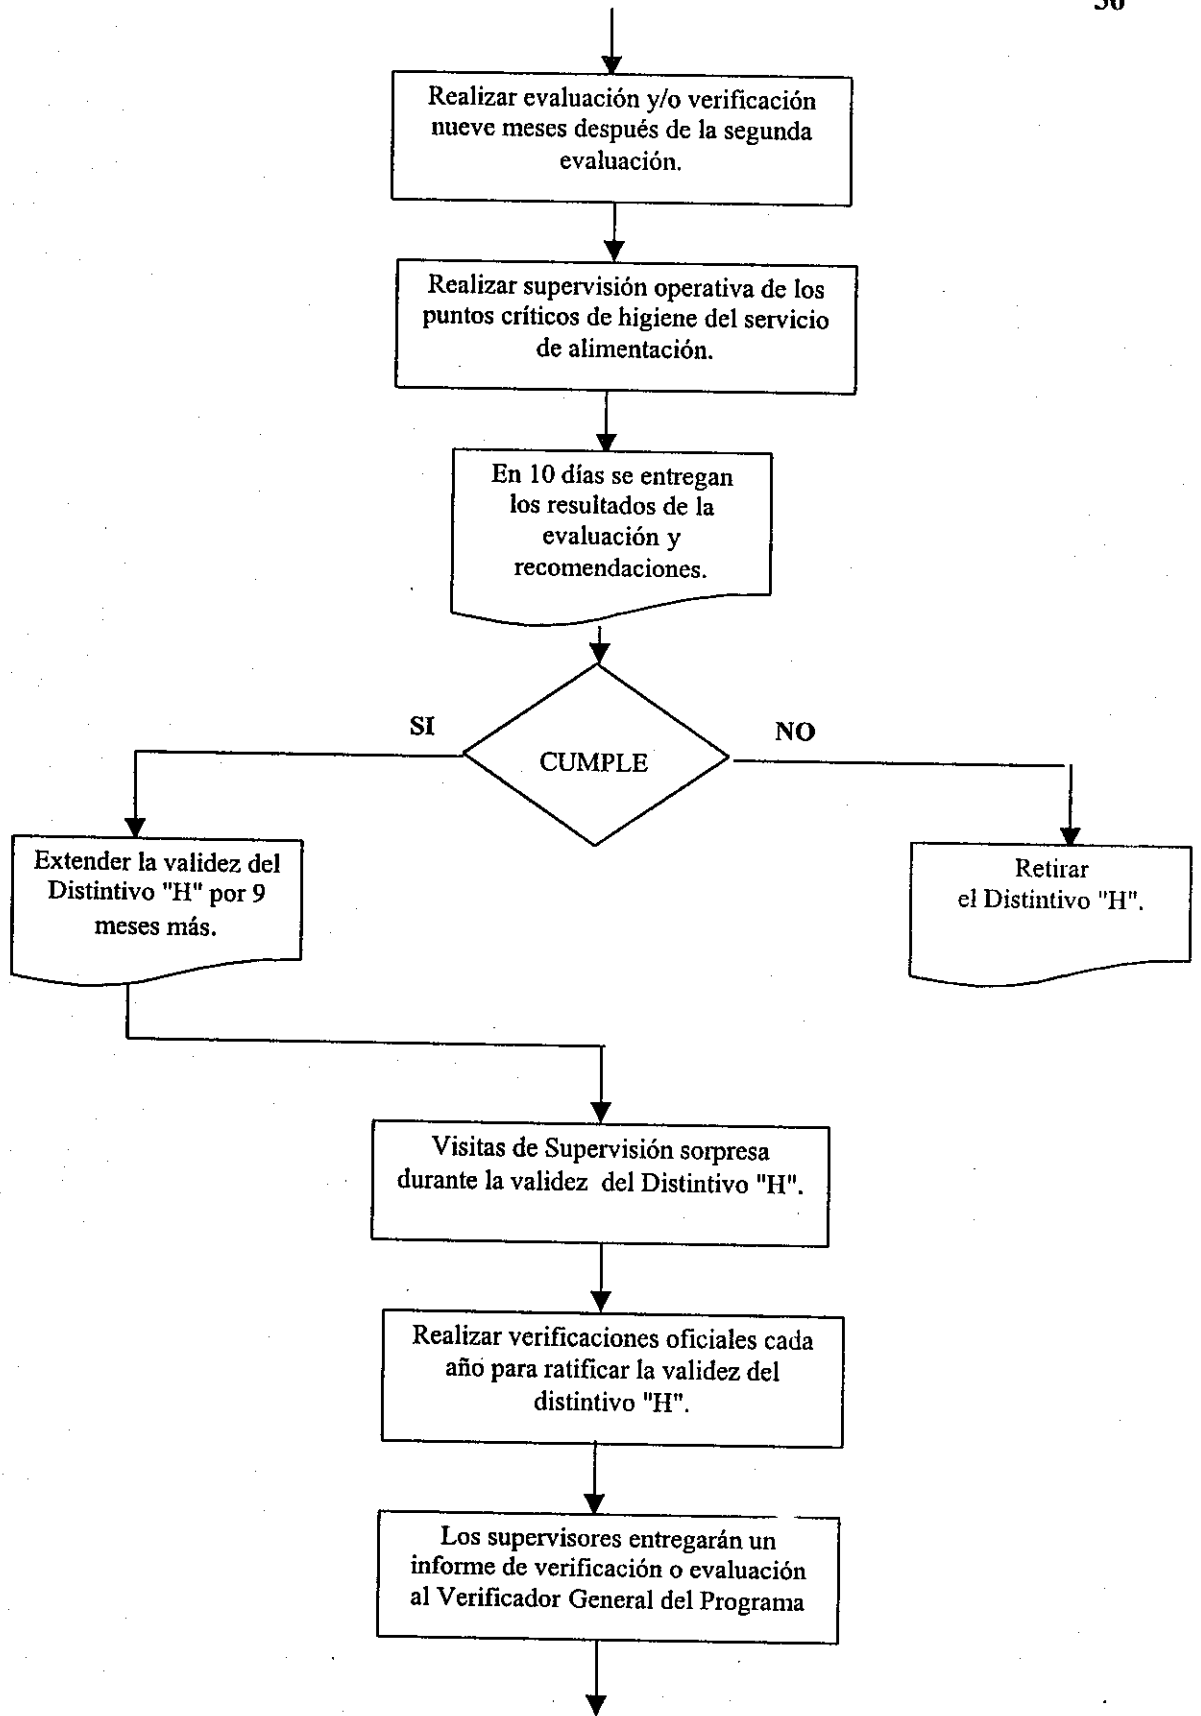 Realizar evaluación y/o verificación
nueve meses después de la segunda
evaluación.
Realizar supervisión operativa de los
puntos críticos de higiene del servicio
de alimentación.
En 10 días se entregan
los resultados de la
evaluación y
recomendaciones.
SI
NO
CUMPLE
Extender la validez del
Distintivo "H" por 9
meses más.
Retirar
el Distintivo "H".
Visitas de Supervisión sorpresa
durante la validez del Distintivo "H".
Realizar verificaciones oficiales cada
año para ratificar la validez del
distintivo "H".
Los supervisores entregarán un
informe de verificación o evaluación
al Verificador General del Programa